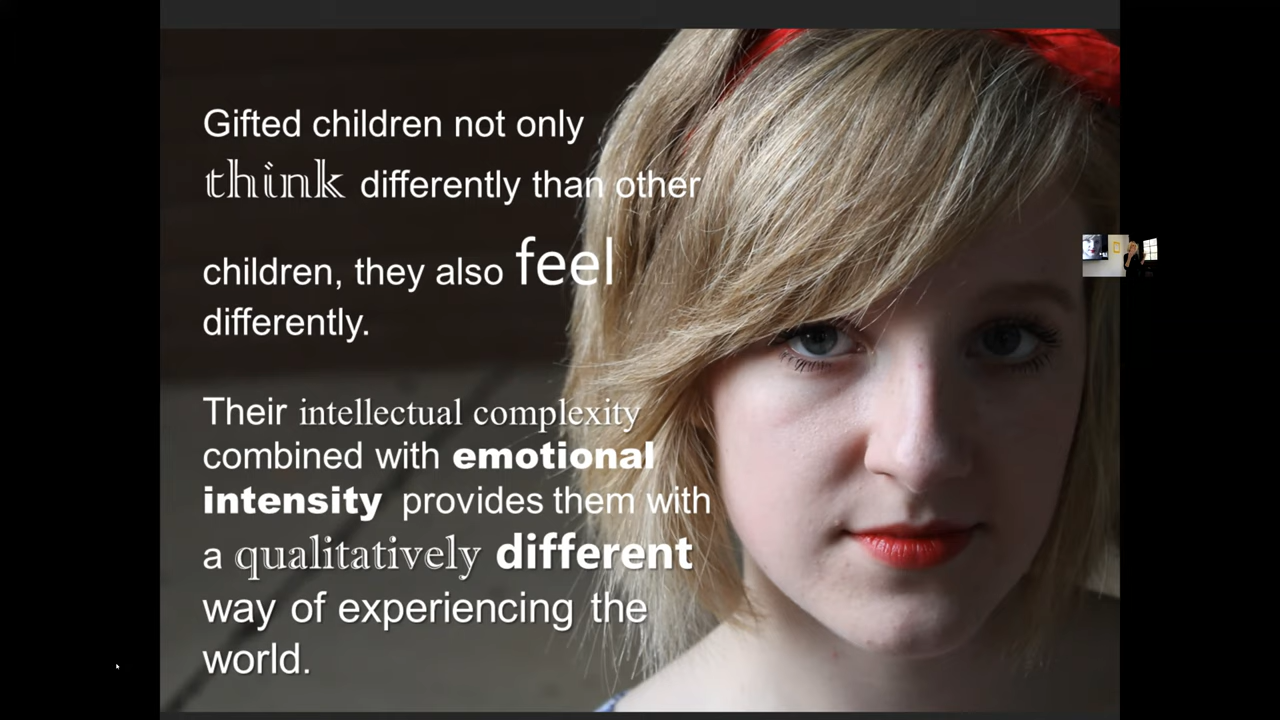 Gifted children not only
think differently than other
children, they also feel
differently.
Their intellectual complexity
combined with emotional
intensity provides them with
a qualitatively different
way of experiencing the
world.